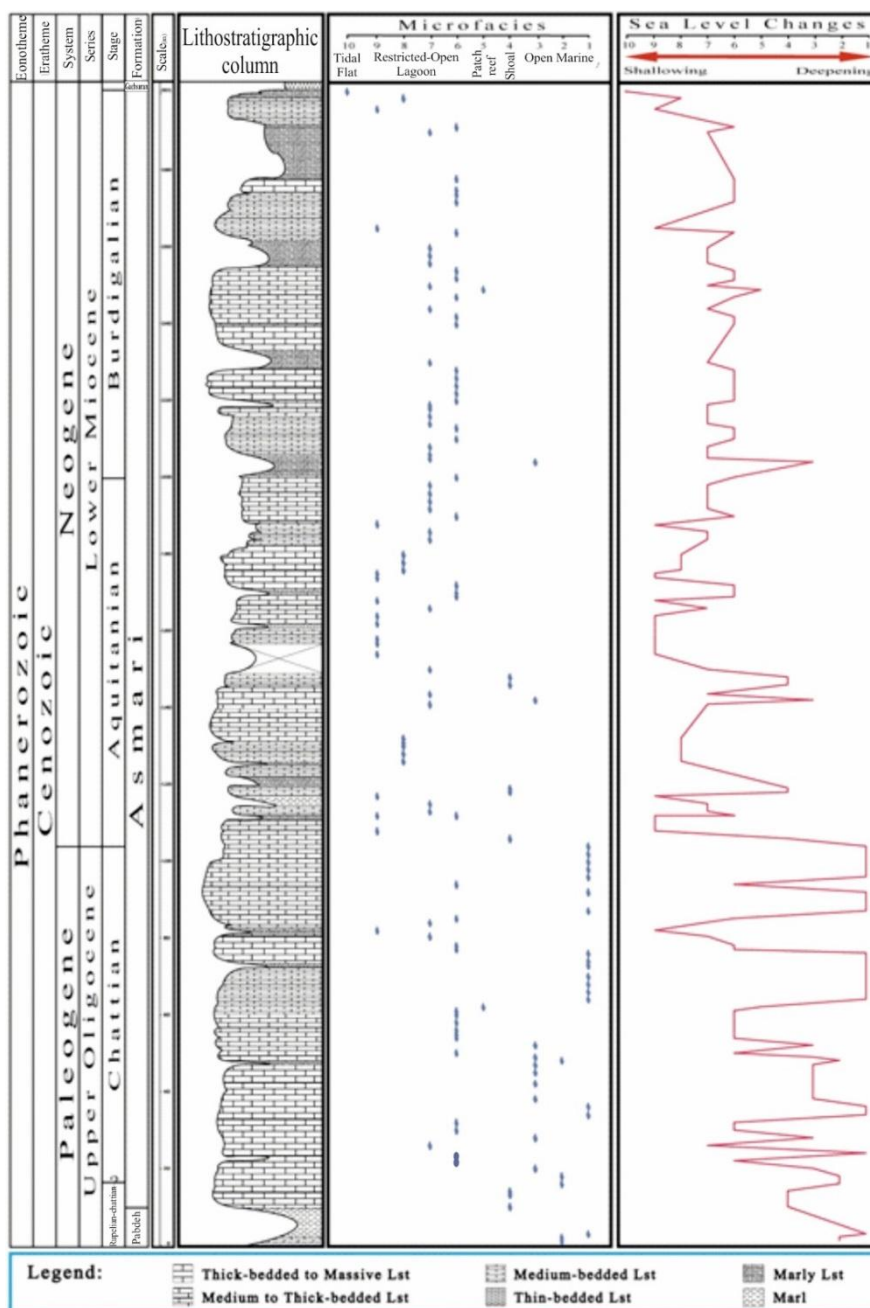 Eonotheme
Eratheme
System
Series
Stage
Formation
Scale(m)
Lithostratigraphic
column
Microfacies
10 9 8 7 6 5 4 3 2 1
Tidal
Flat
Restricted-Open
Lagoon
Patch
reef
Shoal
Open Marine
Sea Level Changes
10 9 8 7 6 5 4 3 2 1
Shallowing Deepening
Phanerozoic
Cenozoic
Neogene
Paleogene
Lower Miocene
Upper Oligocene
Burdigalian
Aquitanian
Chattian
Rupelian-chattian
Asmari
Pabdeh
Legend:
Thick-bedded to Massive Lst
Medium-bedded Lst
Marly Lst
Medium to Thick-bedded Lst
Thin-bedded Lst
Marl